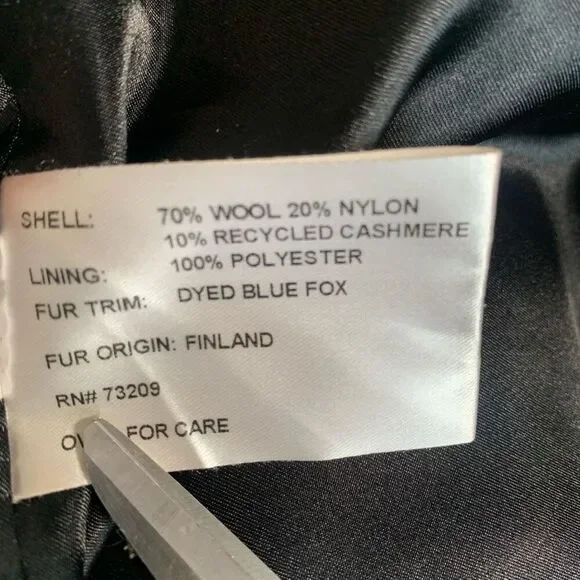 SHELL: 70% WOOL 20% NYLON
10% RECYCLED CASHMERE
LINING: 100% POLYESTER
FUR TRIM: DYED BLUE FOX
FUR ORIGIN: FINLAND
RN# 73209
FOR CARE